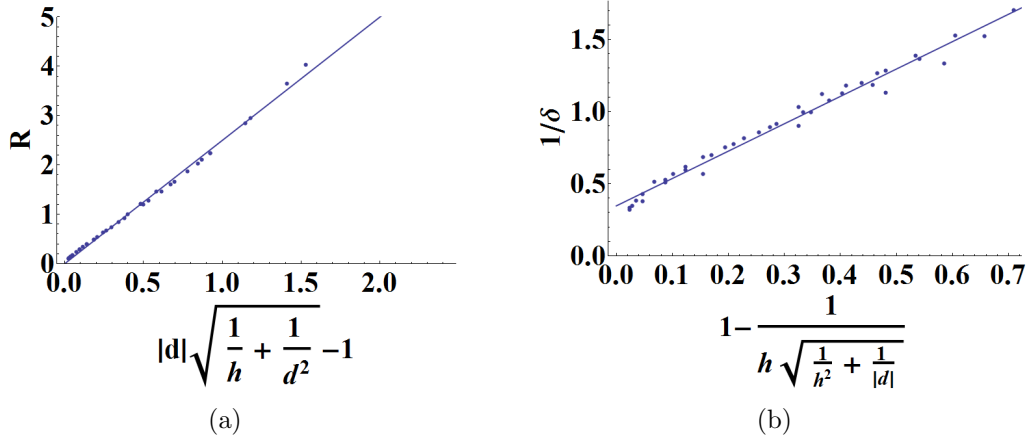 5
4
3
2
1
0
R
0.0 0.5 1.0 1.5 2.0
|d|√(1/h + 1/d²) −1
(a)
1.5
1.0
0.5
0.0
1/δ
0.0 0.1 0.2 0.3 0.4 0.5 0.6 0.7
1− 1/(h√(1/h² + 1/|d|))
(b)